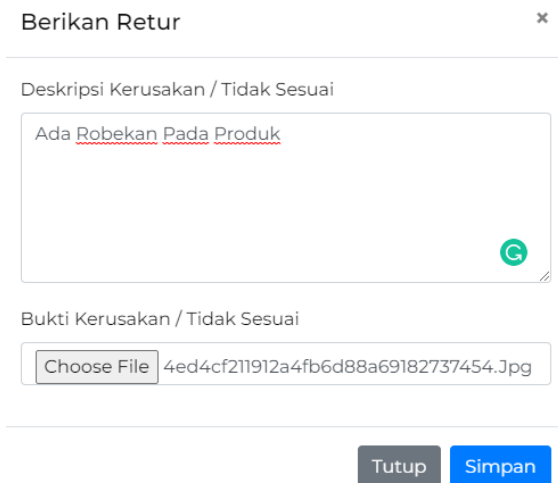 Berikan Retur ×
Deskripsi Kerusakan / Tidak Sesuai
Ada Robekan Pada Produk
Bukti Kerusakan / Tidak Sesuai
Choose File 4ed4cf211912a4fb6d88a69182737454.Jpg
Tutup Simpan